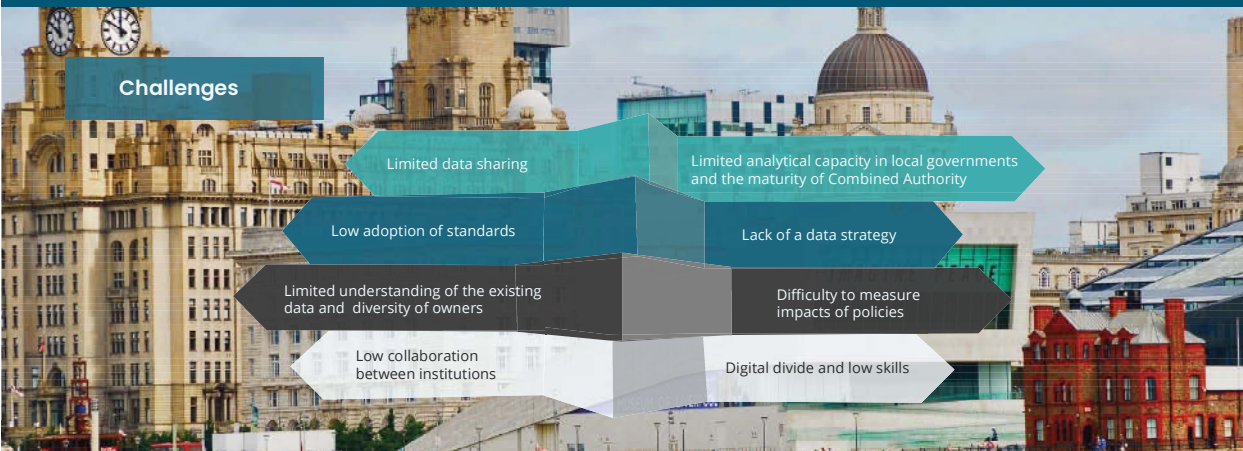 Challenges
Limited data sharing
Limited analytical capacity in local governments
and the maturity of Combined Authority
Low adoption of standards
Lack of a data strategy
Limited understanding of the existing
data and diversity of owners
Difficulty to measure
impacts of policies
Low collaboration
between institutions
Digital divide and low skills